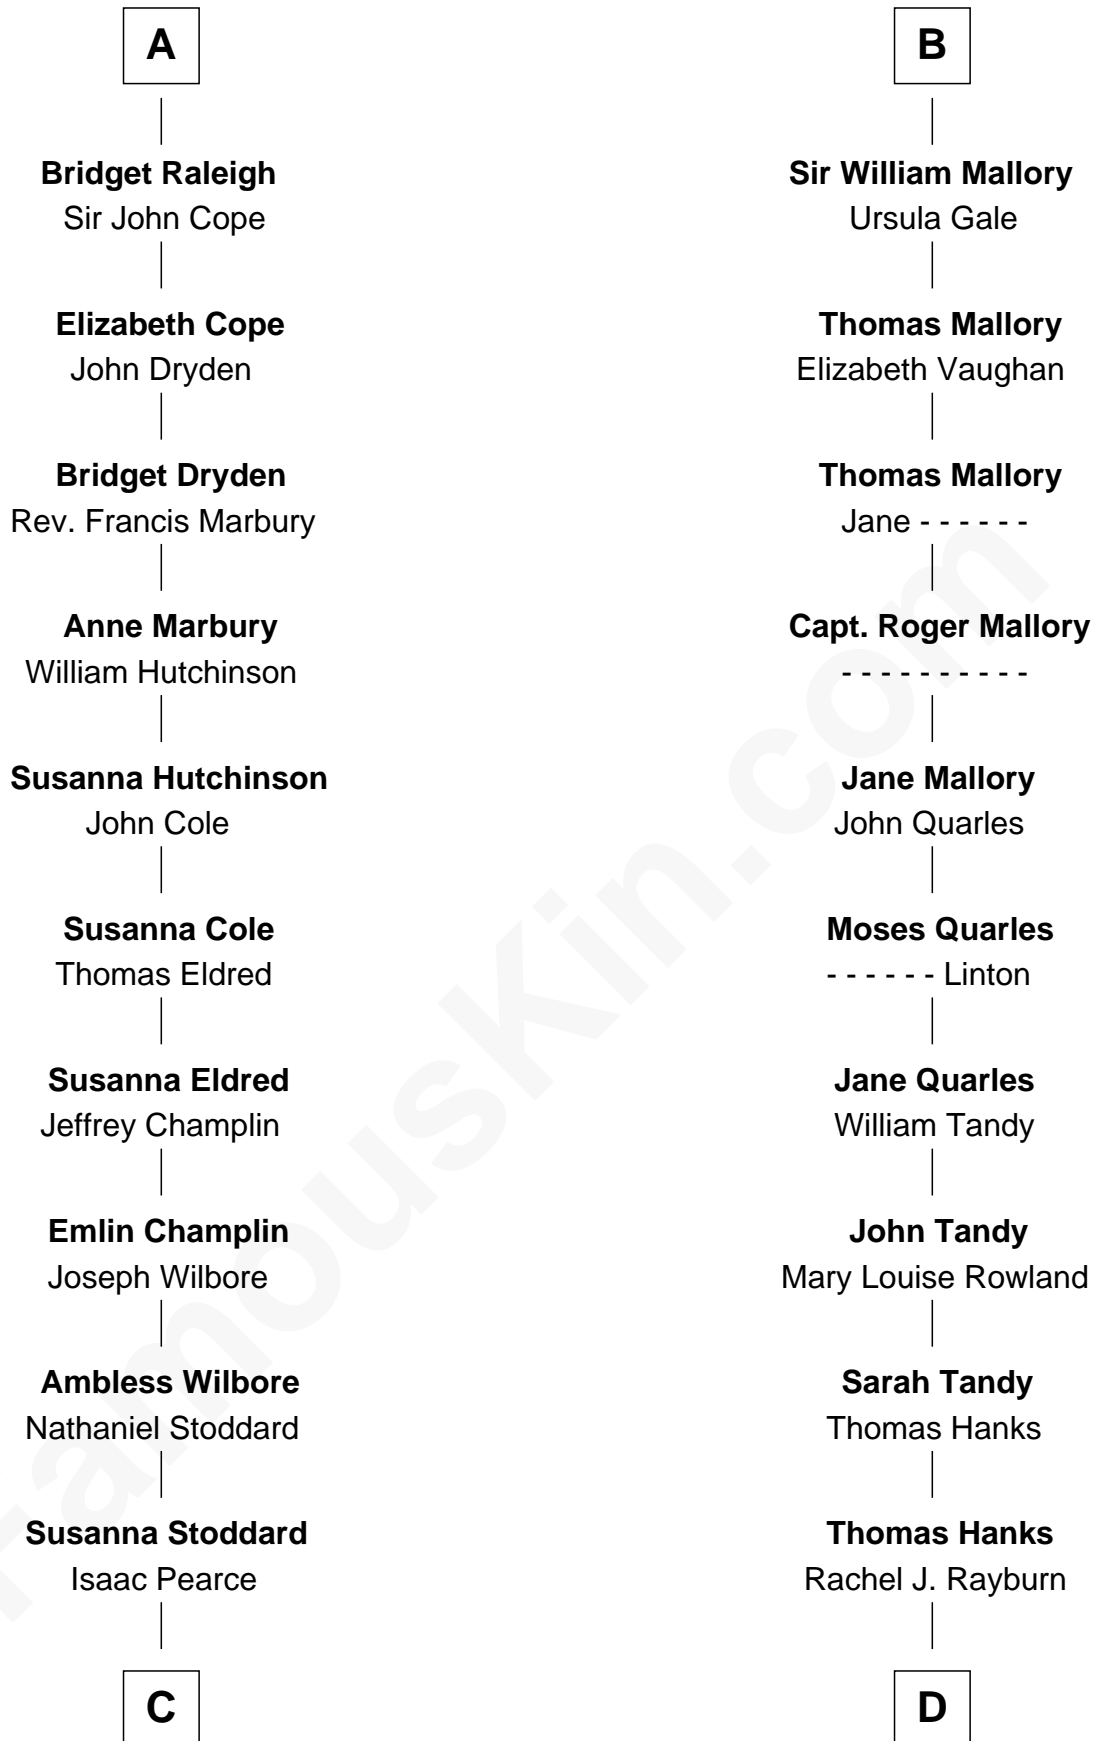 A
Bridget Raleigh
Sir John Cope
Elizabeth Cope
John Dryden
Bridget Dryden
Rev. Francis Marbury
Anne Marbury
William Hutchinson
Susanna Hutchinson
John Cole
Susanna Cole
Thomas Eldred
Susanna Eldred
Jeffrey Champlin
Emlin Champlin
Joseph Wilbore
Ambless Wilbore
Nathaniel Stoddard
Susanna Stoddard
Isaac Pearce
C
B
Sir William Mallory
Ursula Gale
Thomas Mallory
Elizabeth Vaughan
Thomas Mallory
Jane - - - - - -
Capt. Roger Mallory
- - - - - - - - - -
Jane Mallory
John Quarles
Moses Quarles
- - - - - - Linton
Jane Quarles
William Tandy
John Tandy
Mary Louise Rowland
Sarah Tandy
Thomas Hanks
Thomas Hanks
Rachel J. Rayburn
D
FamousKin.com